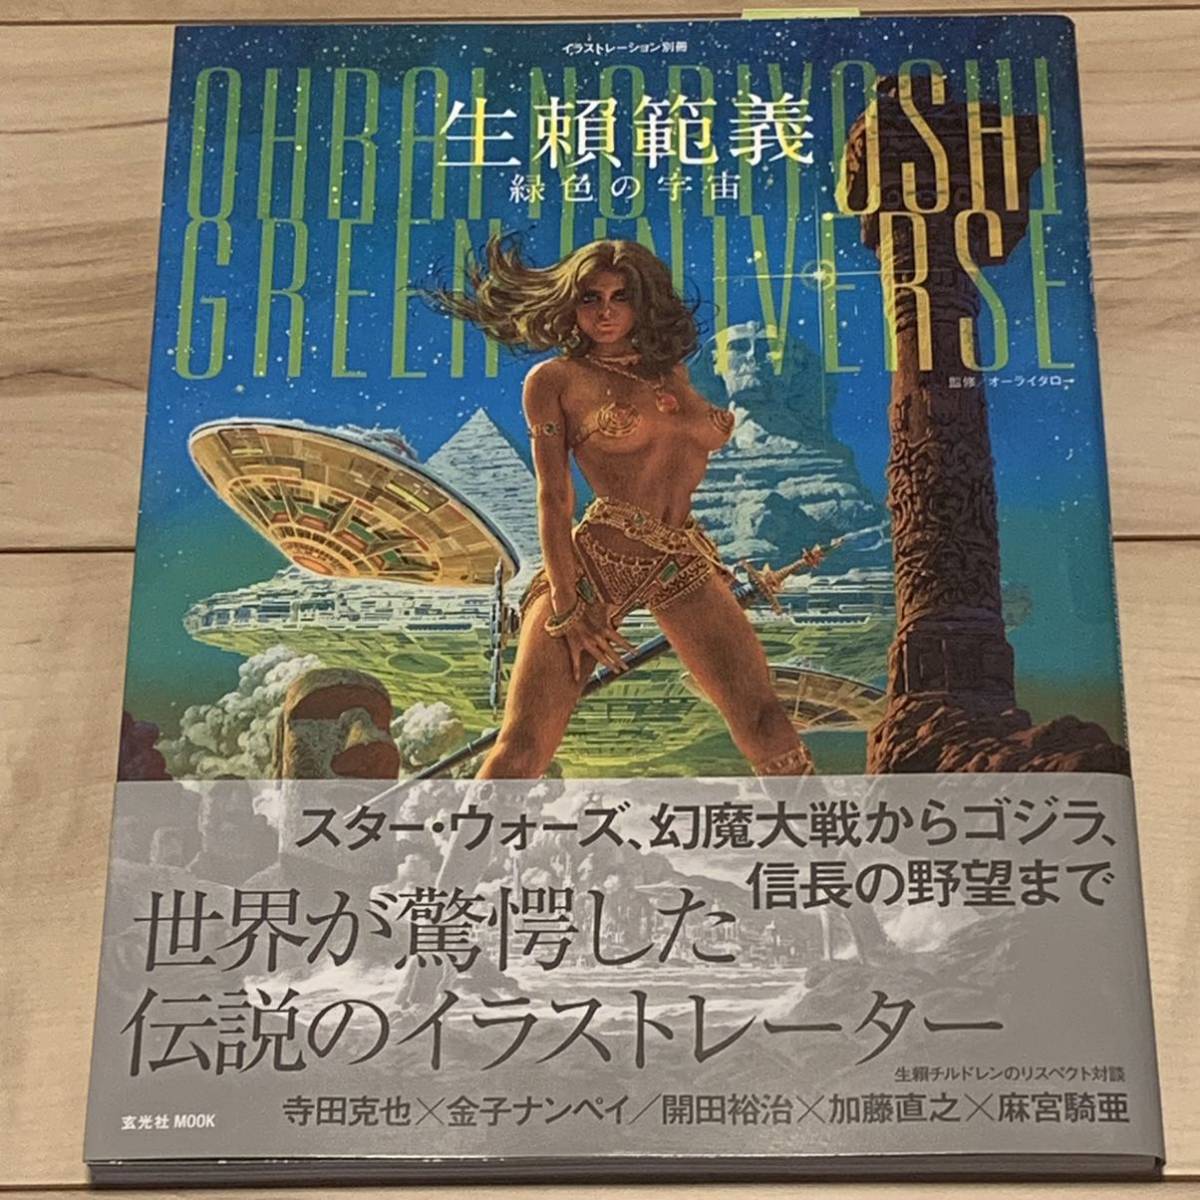 イラストレーション別冊
OHRAI NORIYOSHI
生賴範義
緑色の宇宙
GREEN UNIVERSE
監修／オーライタロー
スター・ウォーズ、幻魔大戦からゴジラ、
信長の野望まで
世界が驚愕した
伝説のイラストレーター
生賴チルドレンのリスペクト対談
寺田克也×金子ナンペイ／開田裕治×加藤直之×麻宮騎亜
玄光社 MOOK